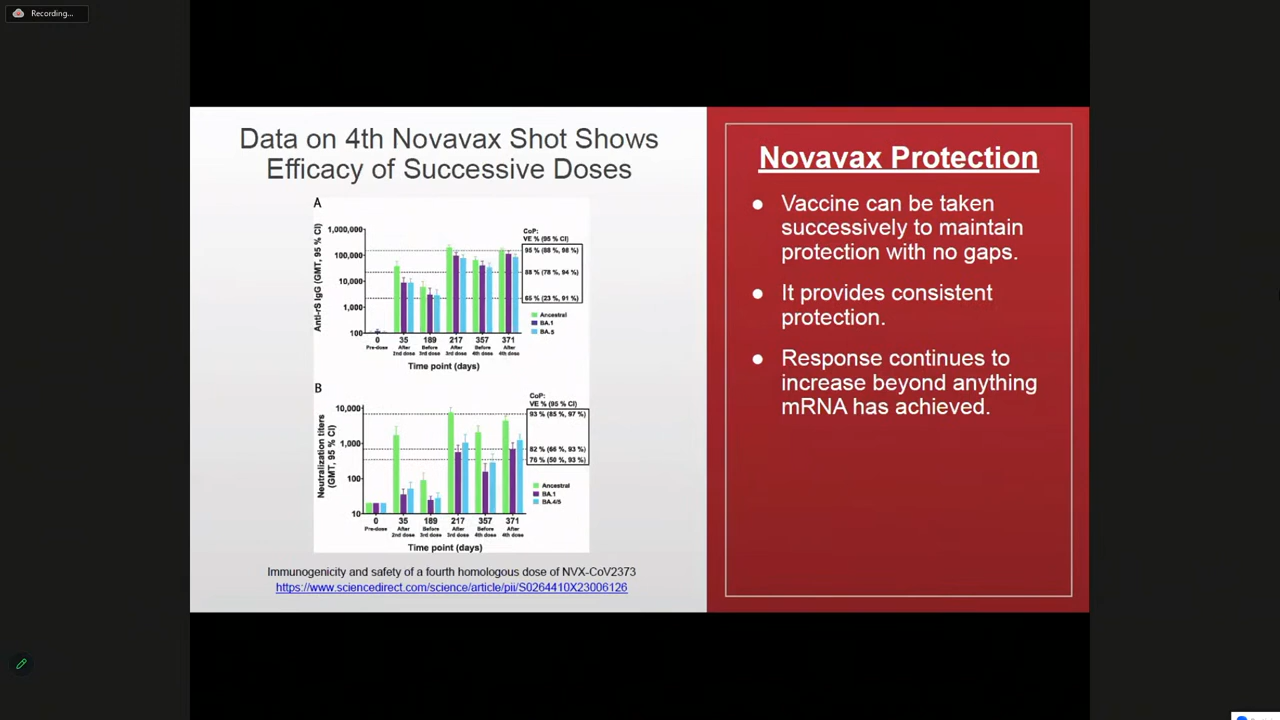 Recording...
Data on 4th Novavax Shot Shows
Efficacy of Successive Doses
A
Anti-rS IgG (GMT, 95 % CI)
1,000,000
100,000
10,000
1,000
100
CoP:
VE % (95 % CI)
95 % (88 %, 98 %)
88 % (78 %, 94 %)
65 % (23 %, 91 %)
Ancestral
BA.1
BA.5
0 35 189 217 357 371
Pre-dose After Before After Before After
2nd dose 3rd dose 3rd dose 4th dose 4th dose
Time point (days)
B
Neutralization titers
(GMT, 95 % CI)
10,000
1,000
100
10
CoP:
VE % (95 % CI)
93 % (85 %, 97 %)
82 % (66 %, 93 %)
76 % (50 %, 93 %)
Ancestral
BA.1
BA.4/5
0 35 189 217 357 371
Pre-dose After Before After Before After
2nd dose 3rd dose 3rd dose 4th dose 4th dose
Time point (days)
Immunogenicity and safety of a fourth homologous dose of NVX-CoV2373
https://www.sciencedirect.com/science/article/pii/S0264410X23006126
Novavax Protection
● Vaccine can be taken
successively to maintain
protection with no gaps.
● It provides consistent
protection.
● Response continues to
increase beyond anything
mRNA has achieved.